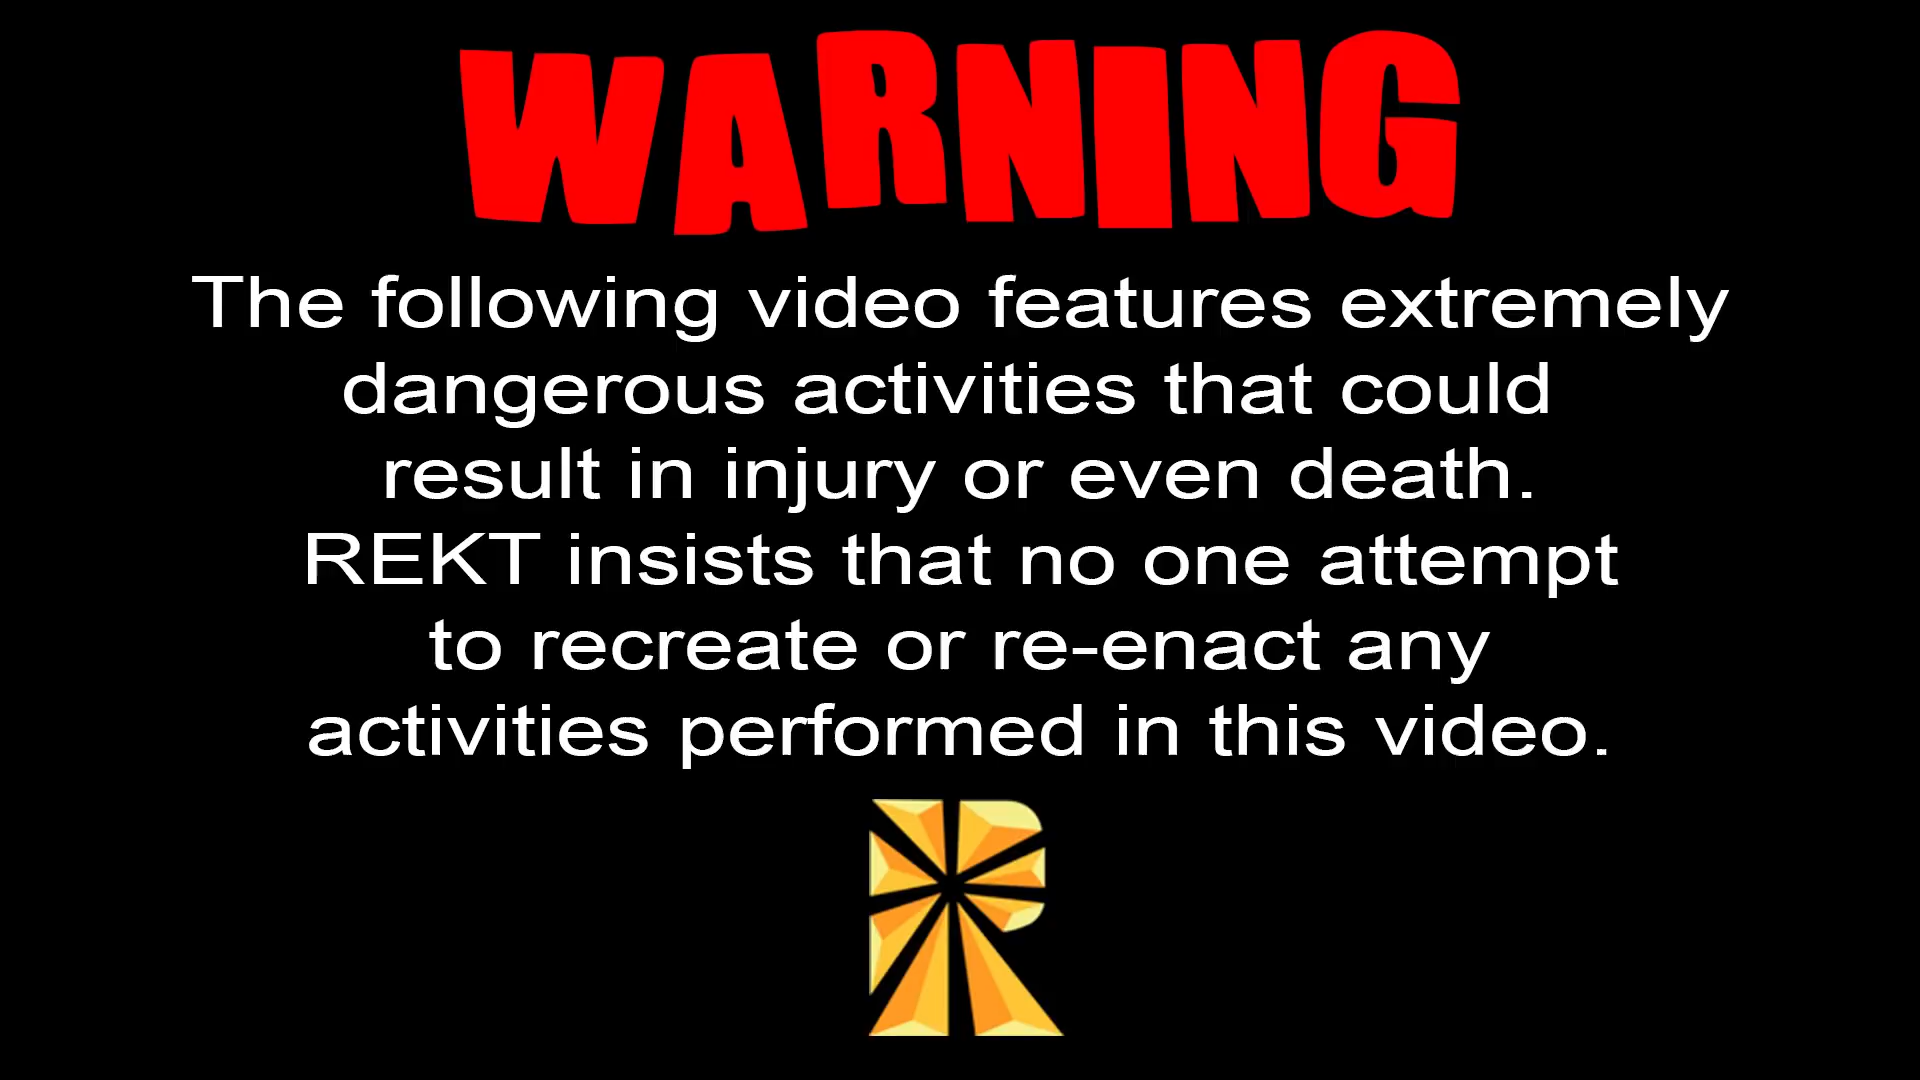 WARNING
The following video features extremely
dangerous activities that could
result in injury or even death.
REKT insists that no one attempt
to recreate or re-enact any
activities performed in this video.
R